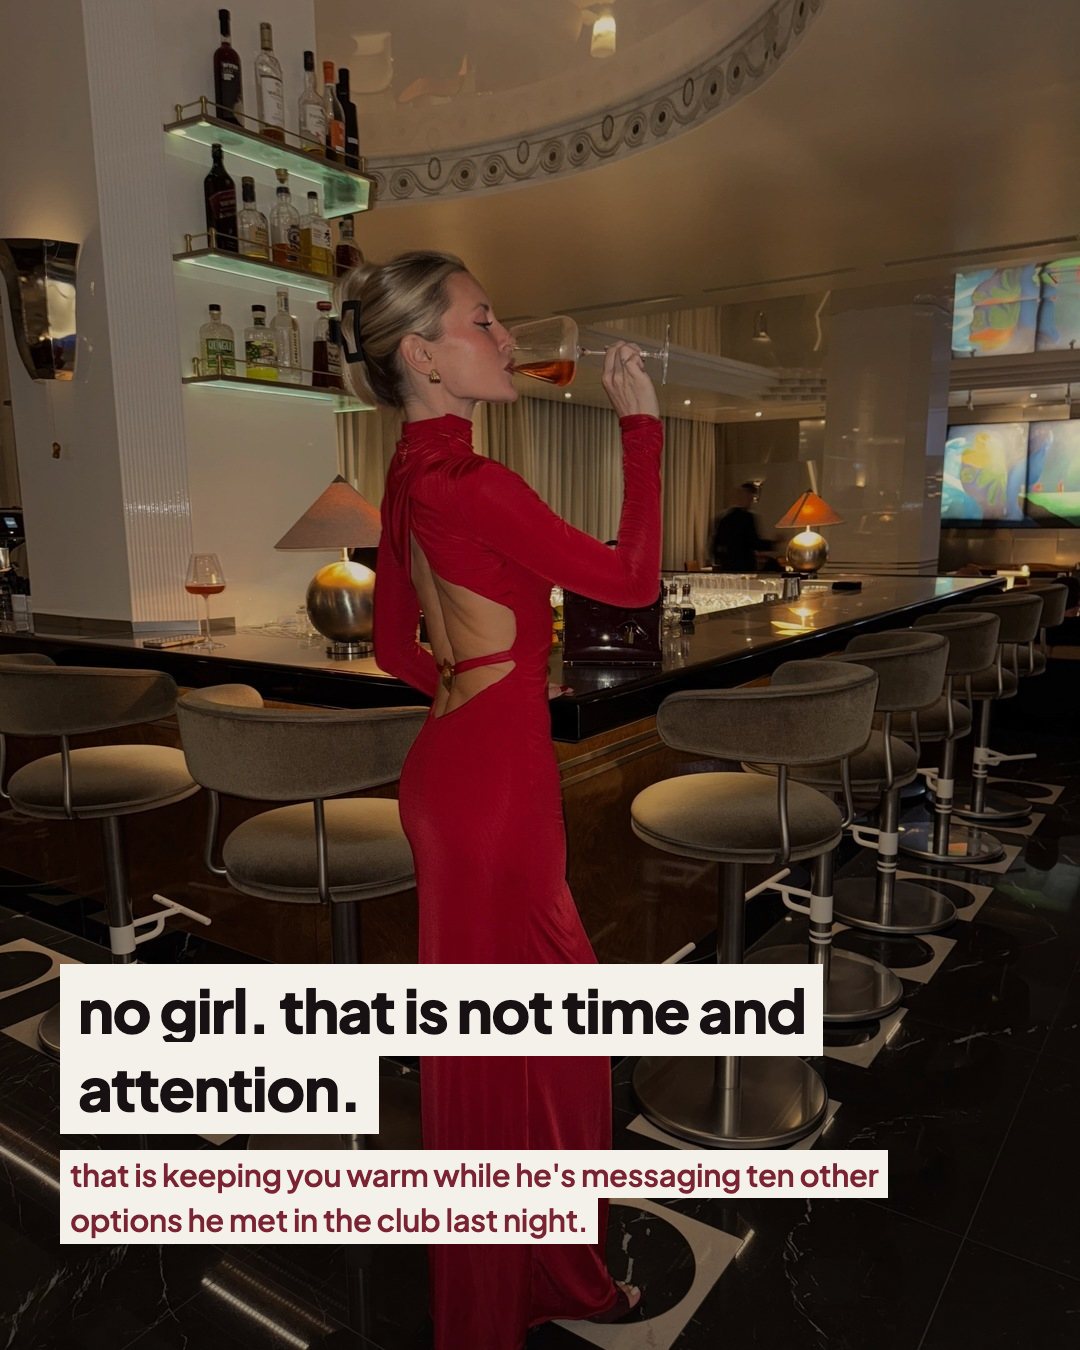 no girl. that is not time and
attention.
that is keeping you warm while he's messaging ten other
options he met in the club last night.